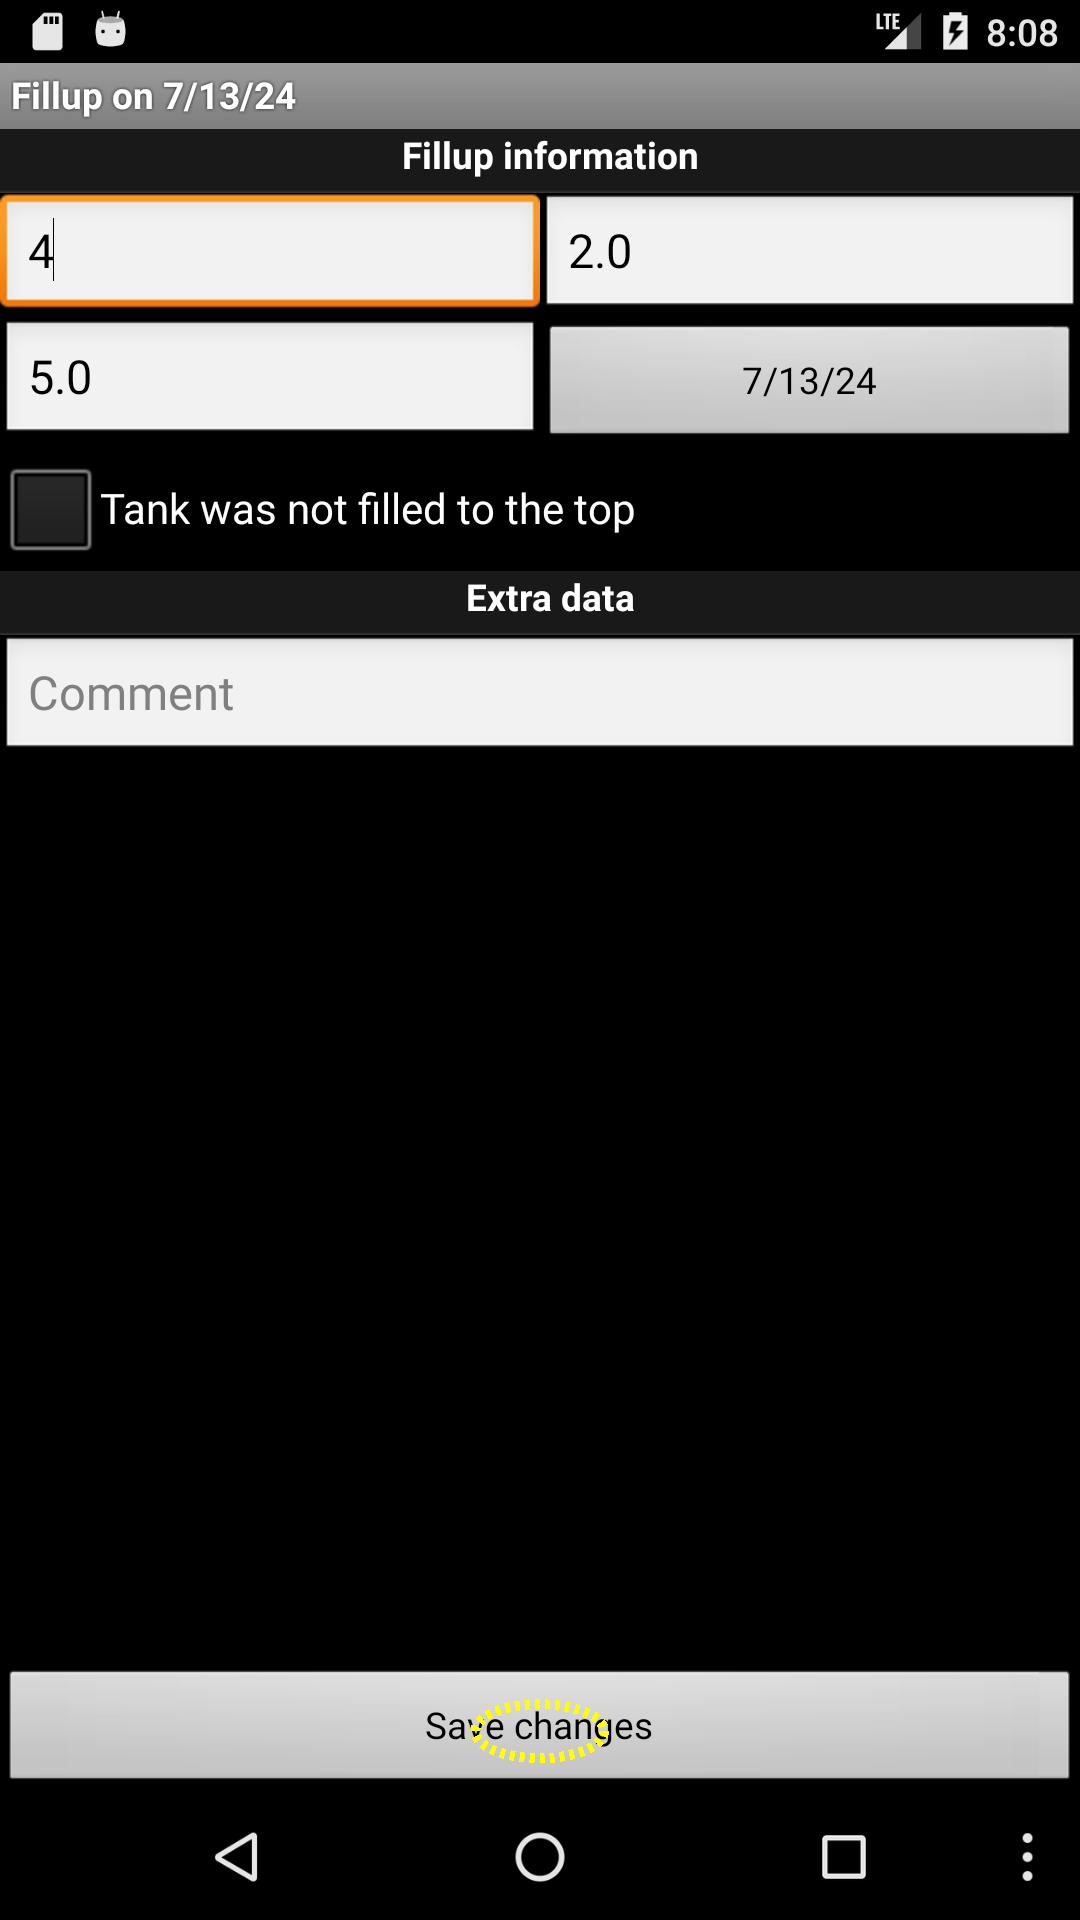 LTE 8:08
Fillup on 7/13/24
Fillup information
4 2.0
5.0 7/13/24
Tank was not filled to the top
Extra data
Comment
Save changes